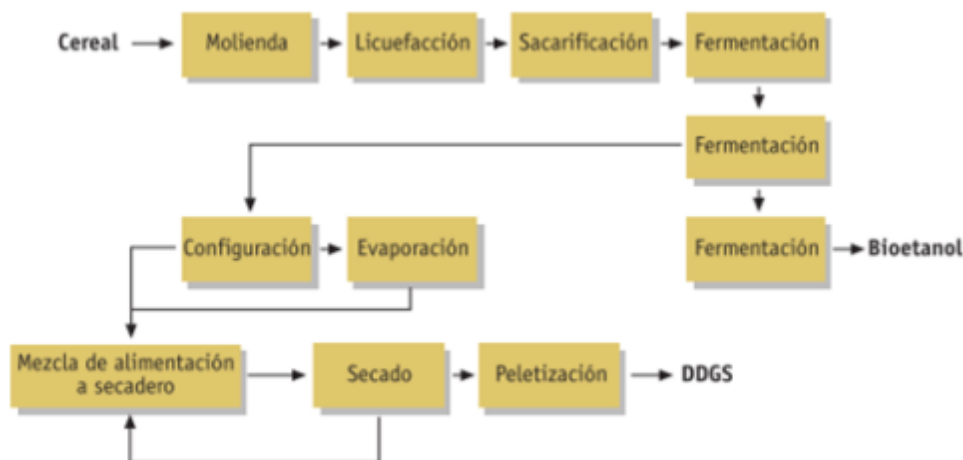 Cereal
Molienda
Licuefacción
Sacarificación
Fermentación
Fermentación
Configuración
Evaporación
Fermentación
Bioetanol
Mezcla de alimentación
a secadero
Secado
Peletización
DDGS